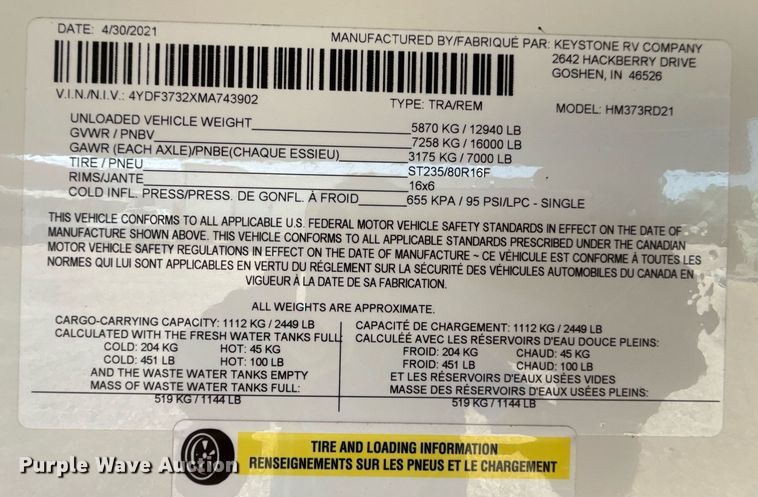 DATE: 4/30/2021
MANUFACTURED BY/FABRIQUÉ PAR: KEYSTONE RV COMPANY
2642 HACKBERRY DRIVE
GOSHEN, IN 46526
V.I.N./N.I.V.: 4YDF3732XMA743902
TYPE: TRA/REM
MODEL: HM373RD21
UNLOADED VEHICLE WEIGHT 5870 KG / 12940 LB
GVWR / PNBV 7258 KG / 16000 LB
GAWR (EACH AXLE)/PNBE(CHAQUE ESSIEU) 3175 KG / 7000 LB
TIRE / PNEU ST235/80R16F
RIMS/JANTE 16x6
COLD INFL. PRESS/PRESS. DE GONFL. À FROID 655 KPA / 95 PSI/LPC - SINGLE
THIS VEHICLE CONFORMS TO ALL APPLICABLE U.S. FEDERAL MOTOR VEHICLE SAFETY STANDARDS IN EFFECT ON THE DATE OF
MANUFACTURE SHOWN ABOVE. THIS VEHICLE CONFORMS TO ALL APPLICABLE STANDARDS PRESCRIBED UNDER THE CANADIAN
MOTOR VEHICLE SAFETY REGULATIONS IN EFFECT ON THE DATE OF MANUFACTURE ~ CE VÉHICULE EST CONFORME À TOUTES LES
NORMES QUI LUI SONT APPLICABLES EN VERTU DU RÉGLEMENT SUR LA SÉCURITÉ DES VÉHICULES AUTOMOBILES DU CANADA EN
VIGUEUR À LA DATE DE SA FABRICATION.
ALL WEIGHTS ARE APPROXIMATE.
CARGO-CARRYING CAPACITY: 1112 KG / 2449 LB
CALCULATED WITH THE FRESH WATER TANKS FULL:
COLD: 204 KG HOT: 45 KG
COLD: 451 LB HOT: 100 LB
AND THE WASTE WATER TANKS EMPTY
MASS OF WASTE WATER TANKS FULL:
519 KG / 1144 LB
CAPACITÉ DE CHARGEMENT: 1112 KG / 2449 LB
CALCULÉE AVEC LES RÉSERVOIRS D'EAU DOUCE PLEINS:
FROID: 204 KG CHAUD: 45 KG
FROID: 451 LB CHAUD: 100 LB
ET LES RÉSERVOIRS D'EAUX USÉES VIDES
MASSE DES RÉSERVOIRS D'EAUX USÉES PLEINS:
519 KG / 1144 LB
TIRE AND LOADING INFORMATION
RENSEIGNEMENTS SUR LES PNEUS ET LE CHARGEMENT
Purple Wave Auction